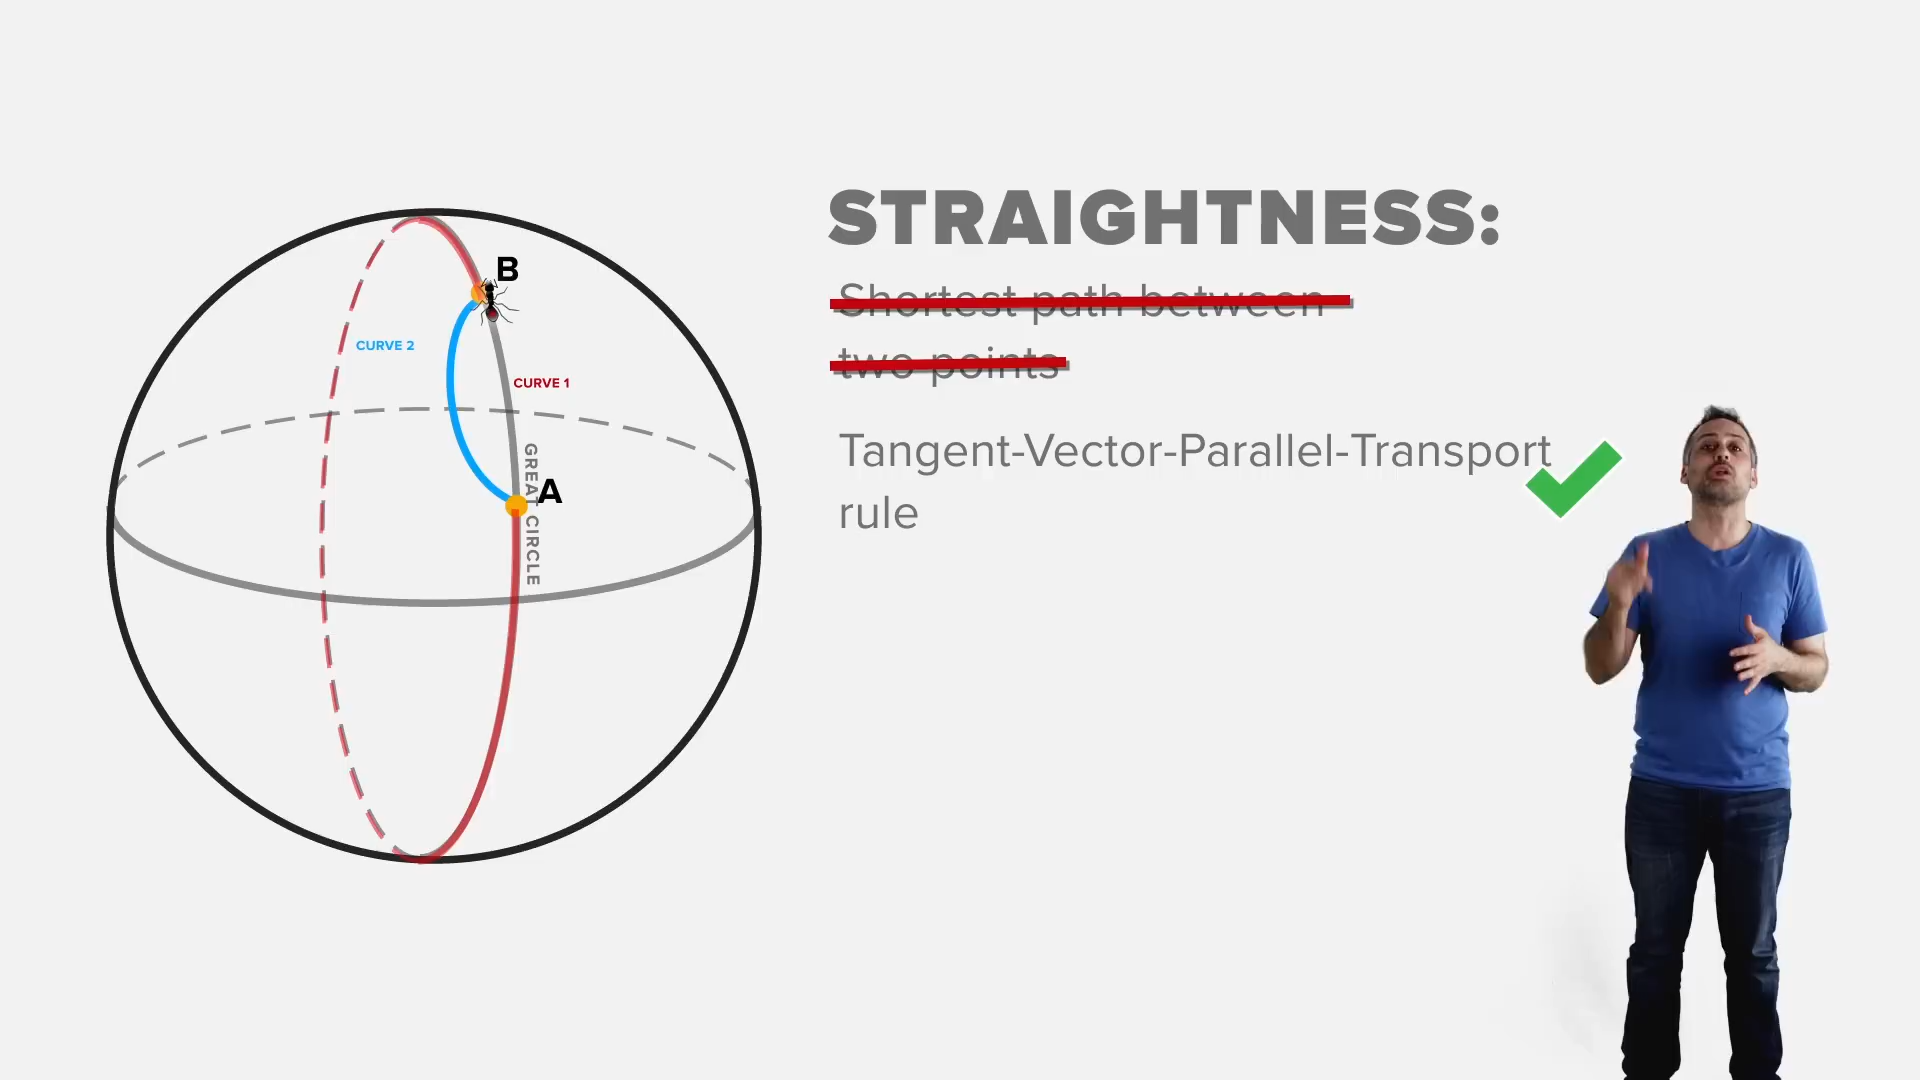 STRAIGHTNESS:
Shortest path between
two points
Tangent-Vector-Parallel-Transport
rule
B
CURVE 2
CURVE 1
A
GREAT CIRCLE